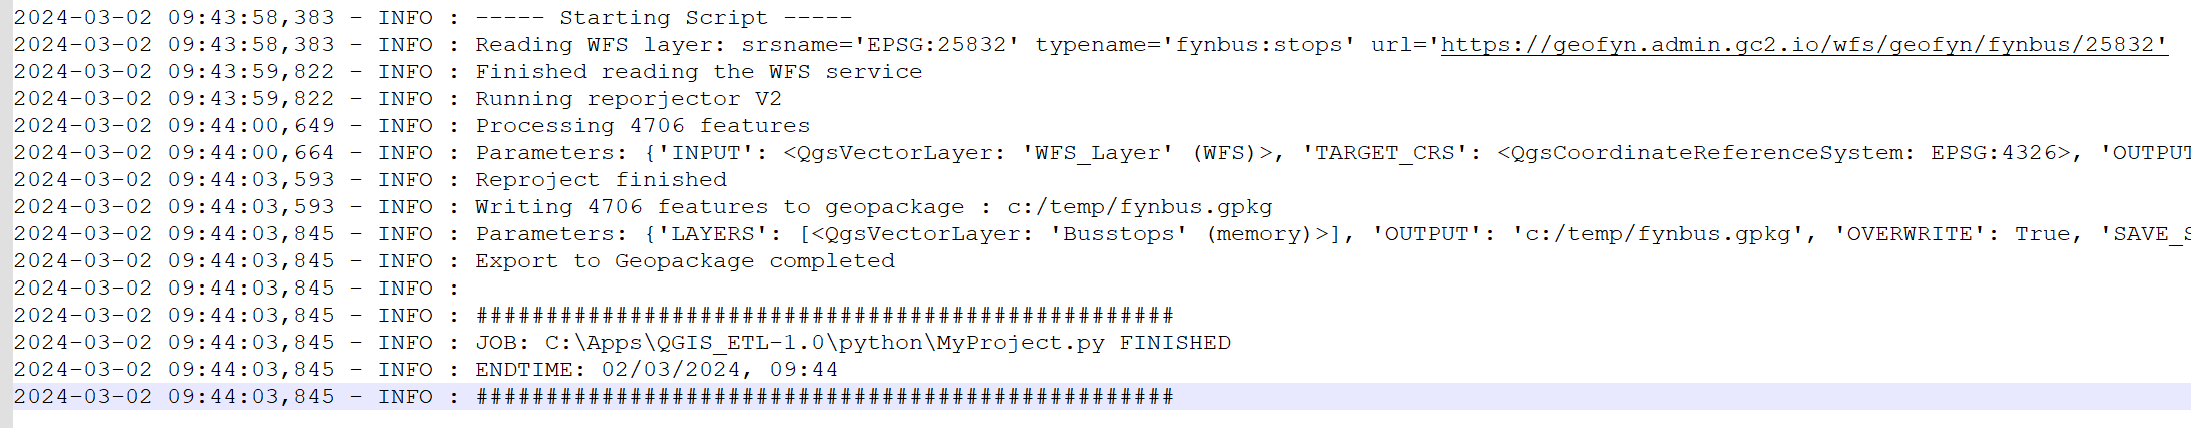 2024-03-02 09:43:58,383 - INFO : ----- Starting Script -----
2024-03-02 09:43:58,383 - INFO : Reading WFS layer: srsname='EPSG:25832' typename='fynbus:stops' url='https://geofyn.admin.gc2.io/wfs/geofyn/fynbus/25832'
2024-03-02 09:43:59,822 - INFO : Finished reading the WFS service
2024-03-02 09:43:59,822 - INFO : Running reporjector V2
2024-03-02 09:44:00,649 - INFO : Processing 4706 features
2024-03-02 09:44:00,664 - INFO : Parameters: {'INPUT': <QgsVectorLayer: 'WFS_Layer' (WFS)>, 'TARGET_CRS': <QgsCoordinateReferenceSystem: EPSG:4326>, 'OUTPUT
2024-03-02 09:44:03,593 - INFO : Reproject finished
2024-03-02 09:44:03,593 - INFO : Writing 4706 features to geopackage : c:/temp/fynbus.gpkg
2024-03-02 09:44:03,845 - INFO : Parameters: {'LAYERS': [<QgsVectorLayer: 'Busstops' (memory)>], 'OUTPUT': 'c:/temp/fynbus.gpkg', 'OVERWRITE': True, 'SAVE_S
2024-03-02 09:44:03,845 - INFO : Export to Geopackage completed
2024-03-02 09:44:03,845 - INFO :
2024-03-02 09:44:03,845 - INFO : ##################################################
2024-03-02 09:44:03,845 - INFO : JOB: C:\Apps\QGIS_ETL-1.0\python\MyProject.py FINISHED
2024-03-02 09:44:03,845 - INFO : ENDTIME: 02/03/2024, 09:44
2024-03-02 09:44:03,845 - INFO : ##################################################